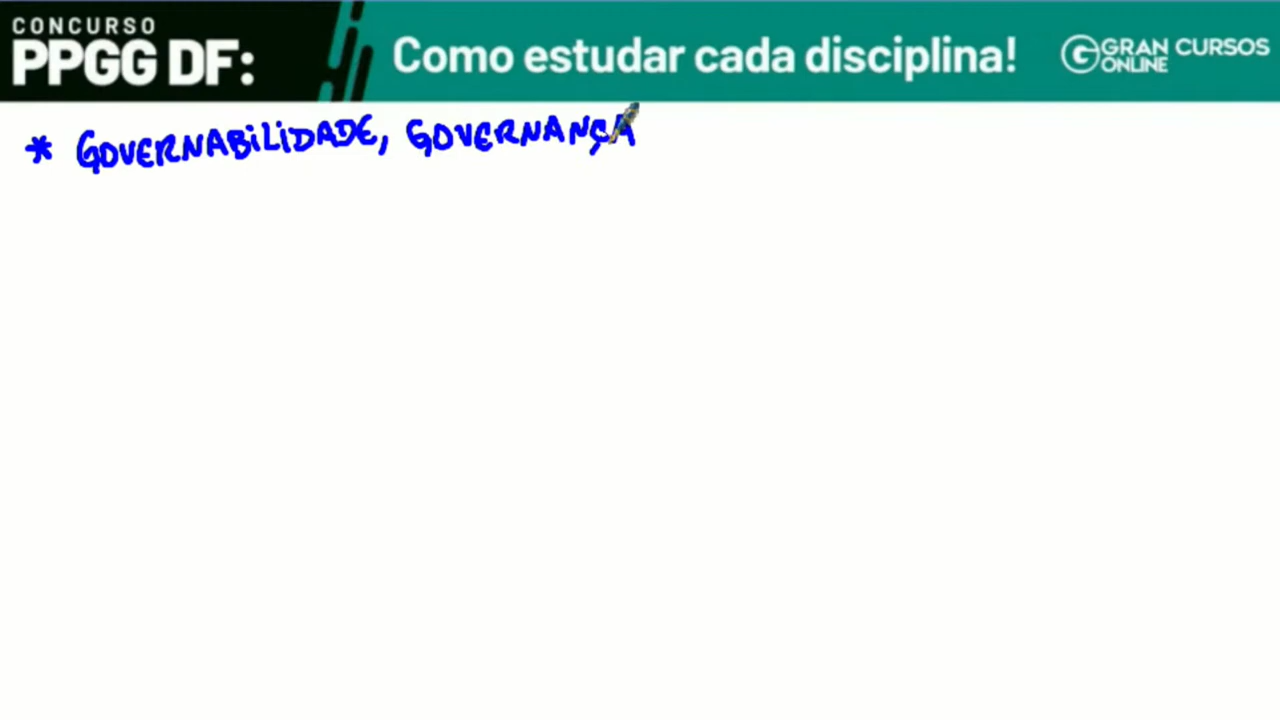 CONCURSO
PPGG DF:
Como estudar cada disciplina!
GRAN CURSOS
ONLINE
* GOVERNABILIDADE, GOVERNANÇA